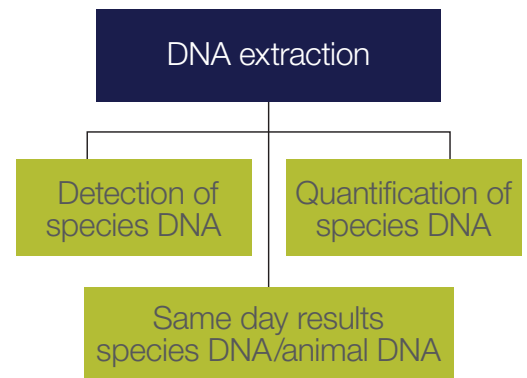 DNA extraction
Detection of
species DNA
Quantification of
species DNA
Same day results
species DNA/animal DNA